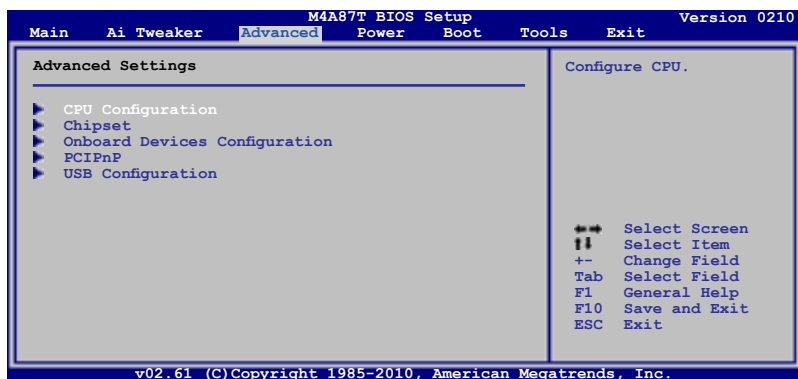 M4A87T BIOS Setup Version 0210
Main Ai Tweaker Advanced Power Boot Tools Exit
Advanced Settings
CPU Configuration
Chipset
Onboard Devices Configuration
PCIPnP
USB Configuration
Configure CPU.
Select Screen
Select Item
+- Change Field
Tab Select Field
F1 General Help
F10 Save and Exit
ESC Exit
v02.61 (C)Copyright 1985-2010, American Megatrends, Inc.